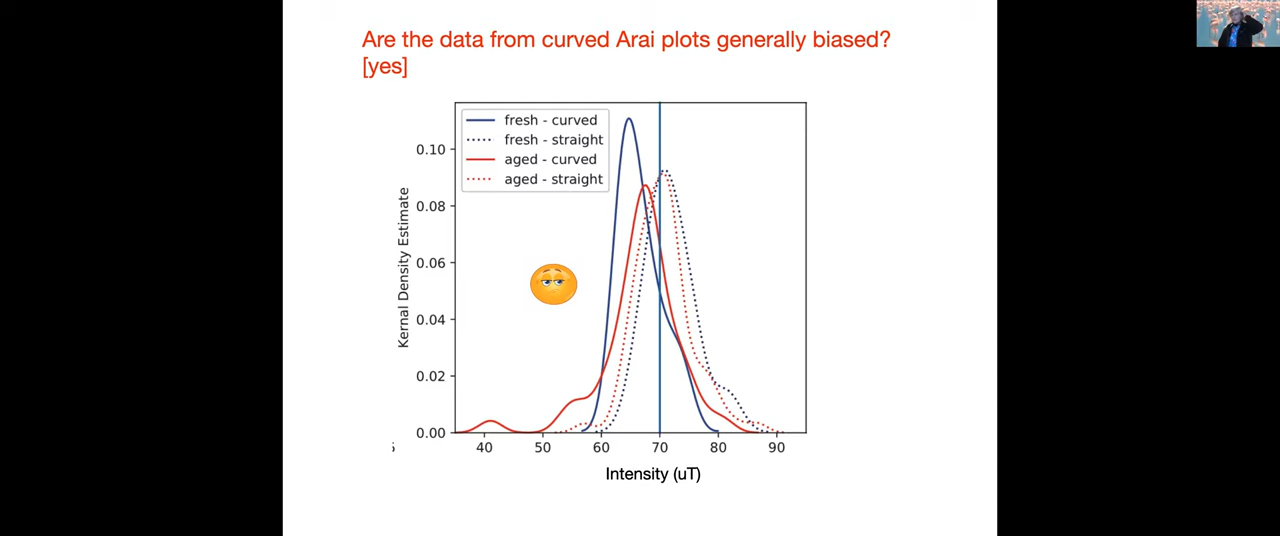 Are the data from curved Arai plots generally biased?
[yes]
fresh - curved
fresh - straight
aged - curved
aged - straight
Kernal Density Estimate
0.10
0.08
0.06
0.04
0.02
0.00
40 50 60 70 80 90
Intensity (uT)